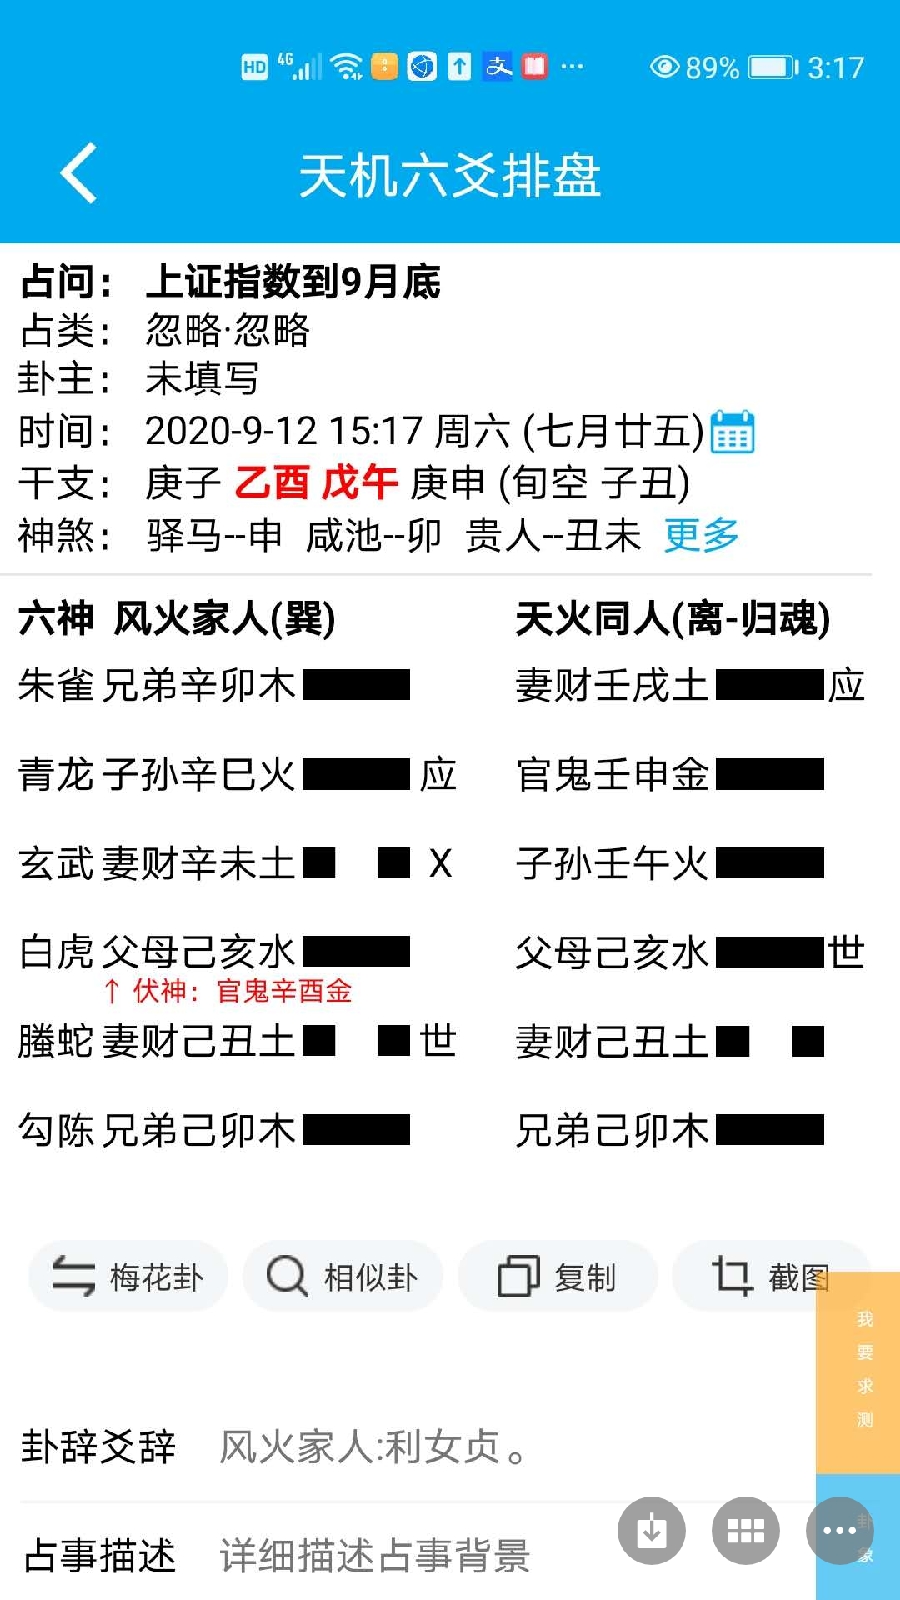 HD 4G 支 ··· 89% 3:17
天机六爻排盘
占问： 上证指数到9月底
占类： 忽略·忽略
卦主： 未填写
时间： 2020-9-12 15:17 周六 (七月廿五)
干支： 庚子 乙酉 戊午 庚申 (旬空 子丑)
神煞： 驿马--申 咸池--卯 贵人--丑未 更多
六神 风火家人(巽) 天火同人(离-归魂)
朱雀 兄弟辛卯木 妻财壬戌土 应
青龙 子孙辛巳火 应 官鬼壬申金
玄武 妻财辛未土 X 子孙壬午火
白虎 父母己亥水 父母己亥水 世
↑ 伏神：官鬼辛酉金
螣蛇 妻财己丑土 世 妻财己丑土
勾陈 兄弟己卯木 兄弟己卯木
梅花卦 相似卦 复制 截图
我要求测
卦辞爻辞 风火家人:利女贞。
卦象
占事描述 详细描述占事背景